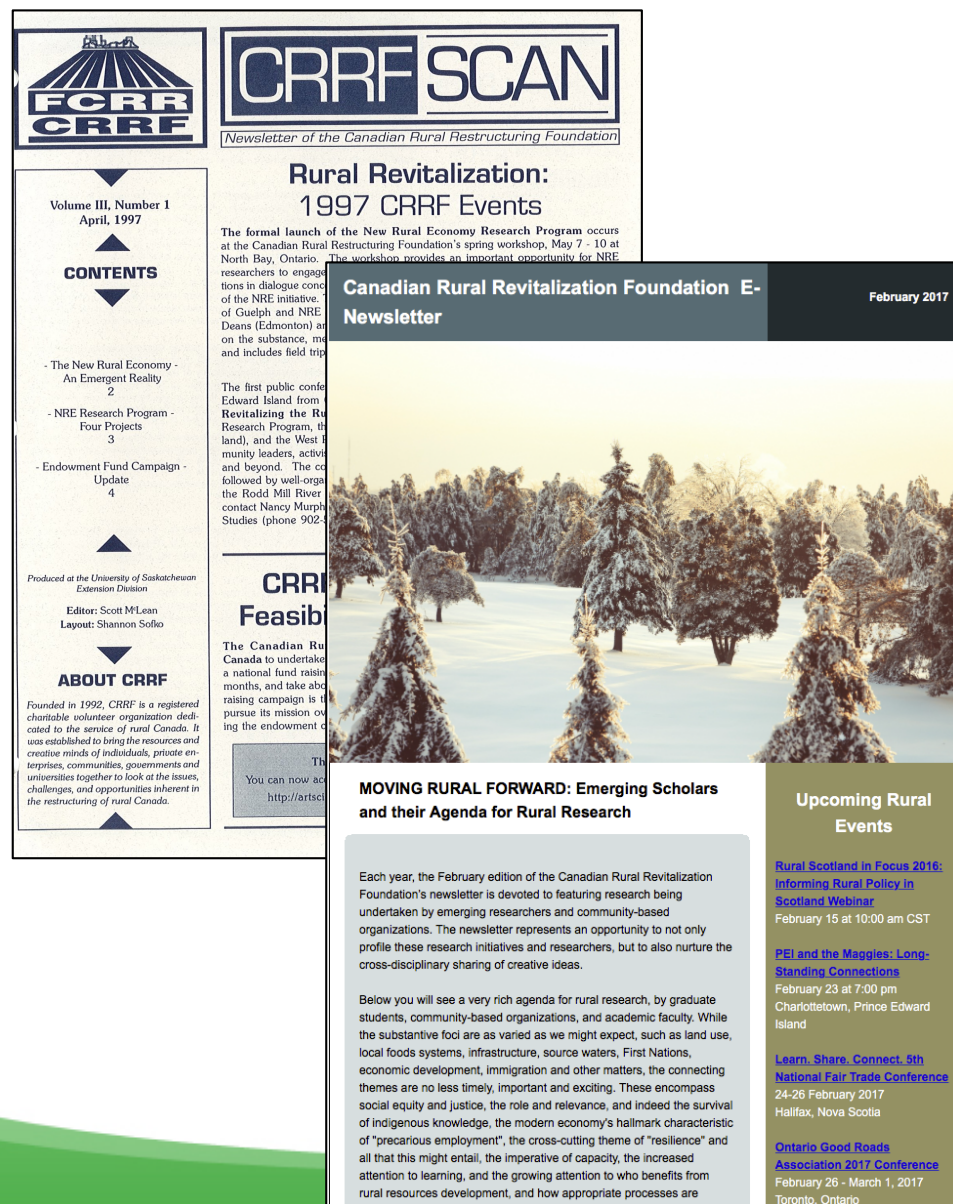 FCRR
CRRF
CRRF SCAN
Newsletter of the Canadian Rural Restructuring Foundation
Volume III, Number 1
April, 1997
CONTENTS
- The New Rural Economy -
An Emergent Reality
2
- NRE Research Program -
Four Projects
3
- Endowment Fund Campaign -
Update
4
Produced at the University of Saskatchewan
Extension Division
Editor: Scott McLean
Layout: Shannon Sofko
ABOUT CRRF
Founded in 1992, CRRF is a registered
charitable volunteer organization dedi-
cated to the service of rural Canada. It
was established to bring the resources and
creative minds of individuals, private en-
terprises, communities, governments and
universities together to look at the issues,
challenges, and opportunities inherent in
the restructuring of rural Canada.
Rural Revitalization:
1997 CRRF Events
The formal launch of the New Rural Economy Research Program occurs
at the Canadian Rural Restructuring Foundation's spring workshop, May 7 - 10 at
North Bay, Ontario. The workshop provides an important opportunity for NRE
researchers to engage
tions in dialogue conc
of the NRE initiative.
of Guelph and NRE
Deans (Edmonton) an
on the substance, me
and includes field trip
The first public confe
Edward Island from
Revitalizing the Ru
Research Program, th
land), and the West
munity leaders, activi
and beyond. The co
followed by well-orga
the Rodd Mill River
contact Nancy Murph
Studies (phone 902-
CRRF
Feasibi
The Canadian Ru
Canada to undertake
a national fund raisin
months, and take abo
raising campaign is t
pursue its mission ov
ing the endowment
Th
You can now acc
http://artsci
Canadian Rural Revitalization Foundation E-
Newsletter
February 2017
MOVING RURAL FORWARD: Emerging Scholars
and their Agenda for Rural Research
Each year, the February edition of the Canadian Rural Revitalization
Foundation's newsletter is devoted to featuring research being
undertaken by emerging researchers and community-based
organizations. The newsletter represents an opportunity to not only
profile these research initiatives and researchers, but to also nurture the
cross-disciplinary sharing of creative ideas.
Below you will see a very rich agenda for rural research, by graduate
students, community-based organizations, and academic faculty. While
the substantive foci are as varied as we might expect, such as land use,
local foods systems, infrastructure, source waters, First Nations,
economic development, immigration and other matters, the connecting
themes are no less timely, important and exciting. These encompass
social equity and justice, the role and relevance, and indeed the survival
of indigenous knowledge, the modern economy's hallmark characteristic
of "precarious employment", the cross-cutting theme of "resilience" and
all that this might entail, the imperative of capacity, the increased
attention to learning, and the growing attention to who benefits from
rural resources development, and how appropriate processes are
Upcoming Rural
Events
Rural Scotland in Focus 2016:
Informing Rural Policy in
Scotland Webinar
February 15 at 10:00 am CST
PEI and the Maggies: Long-
Standing Connections
February 23 at 7:00 pm
Charlottetown, Prince Edward
Island
Learn. Share. Connect. 5th
National Fair Trade Conference
24-26 February 2017
Halifax, Nova Scotia
Ontario Good Roads
Association 2017 Conference
February 26 - March 1, 2017
Toronto, Ontario